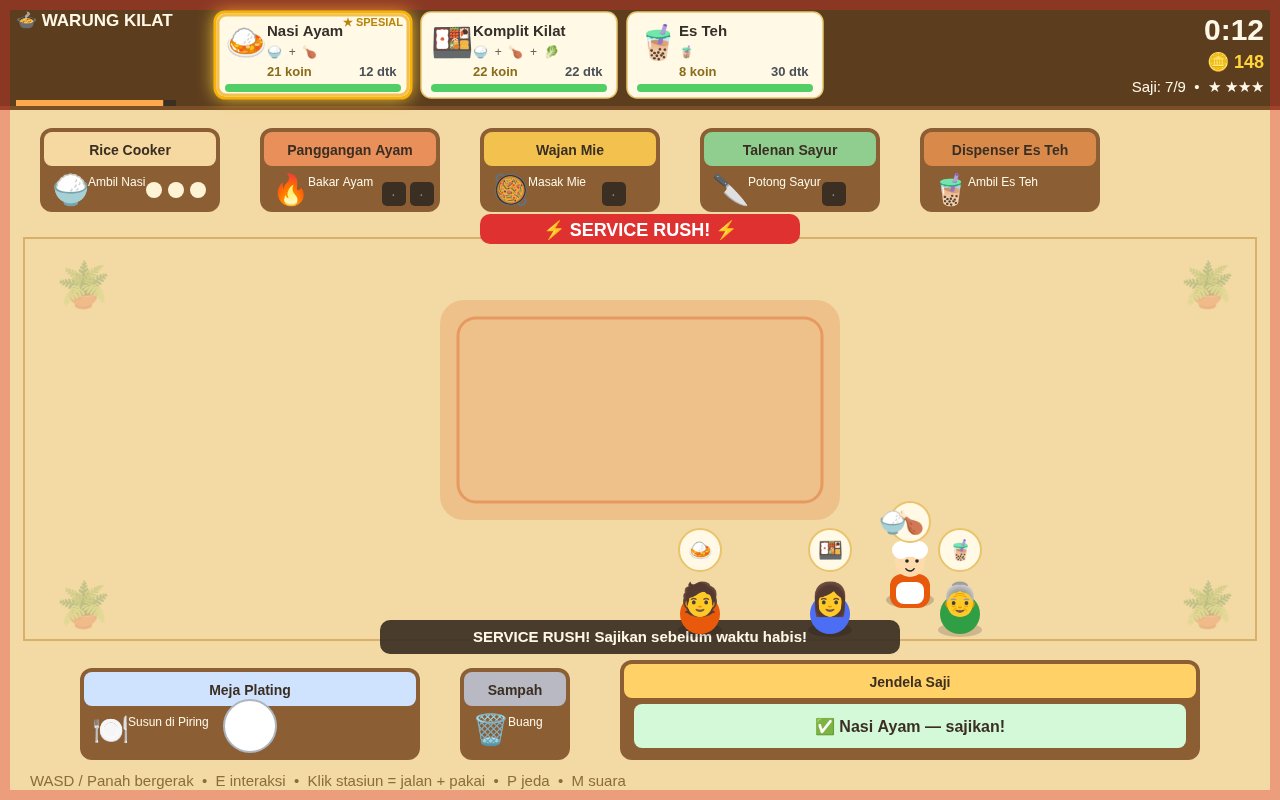 WARUNG KILAT
Nasi Ayam
★ SPESIAL
+
21 koin
12 dtk
Komplit Kilat
+ +
22 koin
22 dtk
Es Teh
8 koin
30 dtk
0:12
148
Saji: 7/9 • ★ ★★★
Rice Cooker
Ambil Nasi
Panggangan Ayam
Bakar Ayam
Wajan Mie
Masak Mie
Talenan Sayur
Potong Sayur
Dispenser Es Teh
Ambil Es Teh
⚡ SERVICE RUSH! ⚡
SERVICE RUSH! Sajikan sebelum waktu habis!
Meja Plating
Susun di Piring
Sampah
Buang
Jendela Saji
✅ Nasi Ayam — sajikan!
WASD / Panah bergerak • E interaksi • Klik stasiun = jalan + pakai • P jeda • M suara